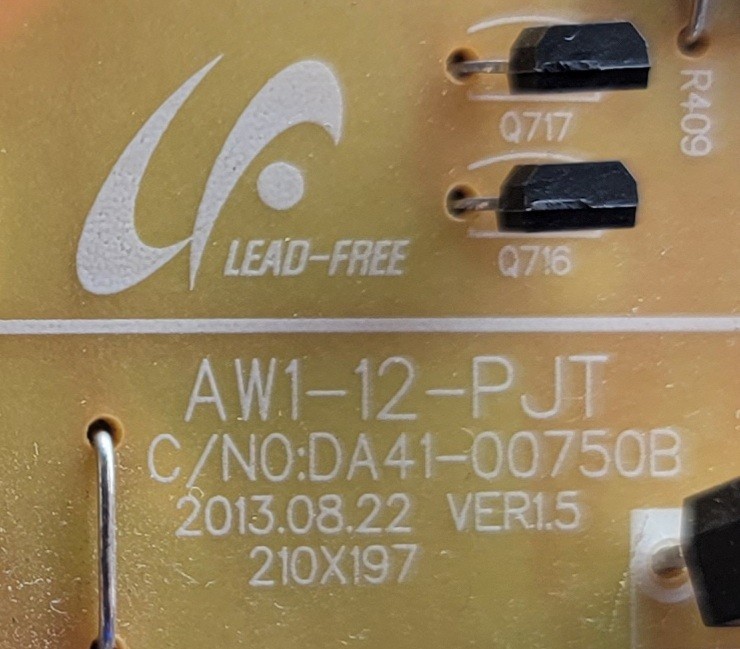 Q717
R409
Q716
LEAD-FREE
AW1-12-PJT
C/NO:DA41-00750B
2013.08.22 VER1.5
210X197